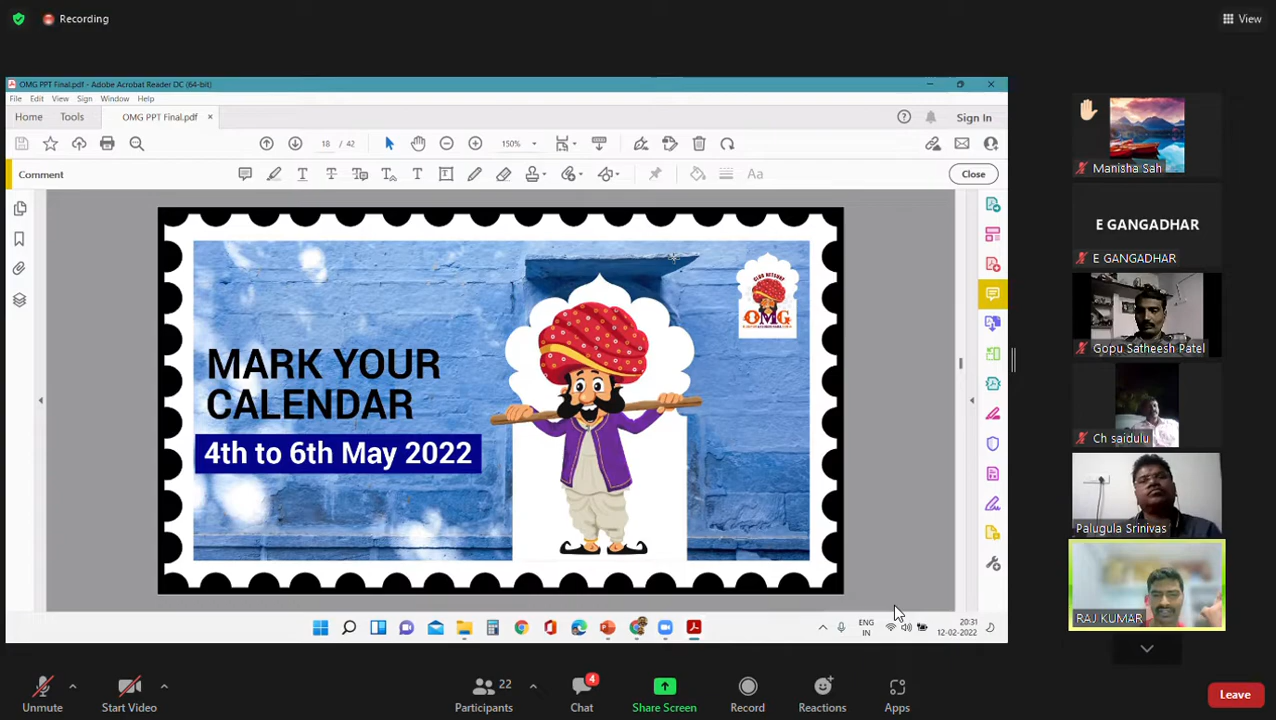 Recording
View
OMG PPT Final.pdf - Adobe Acrobat Reader DC (64-bit)
File Edit View Sign Window Help
Home Tools OMG PPT Final.pdf × Sign In
18 / 42 150%
Comment Aa Close
CLUB NETSURF
OMG
MARK YOUR
CALENDAR
4th to 6th May 2022
ENG
IN
20:31
12-02-2022
Manisha Sah
E GANGADHAR
E GANGADHAR
Gopu Satheesh Patel
Ch saidulu
Palugula Srinivas
RAJ KUMAR
Unmute
Start Video
22
Participants
4
Chat
Share Screen
Record
Reactions
Apps
Leave